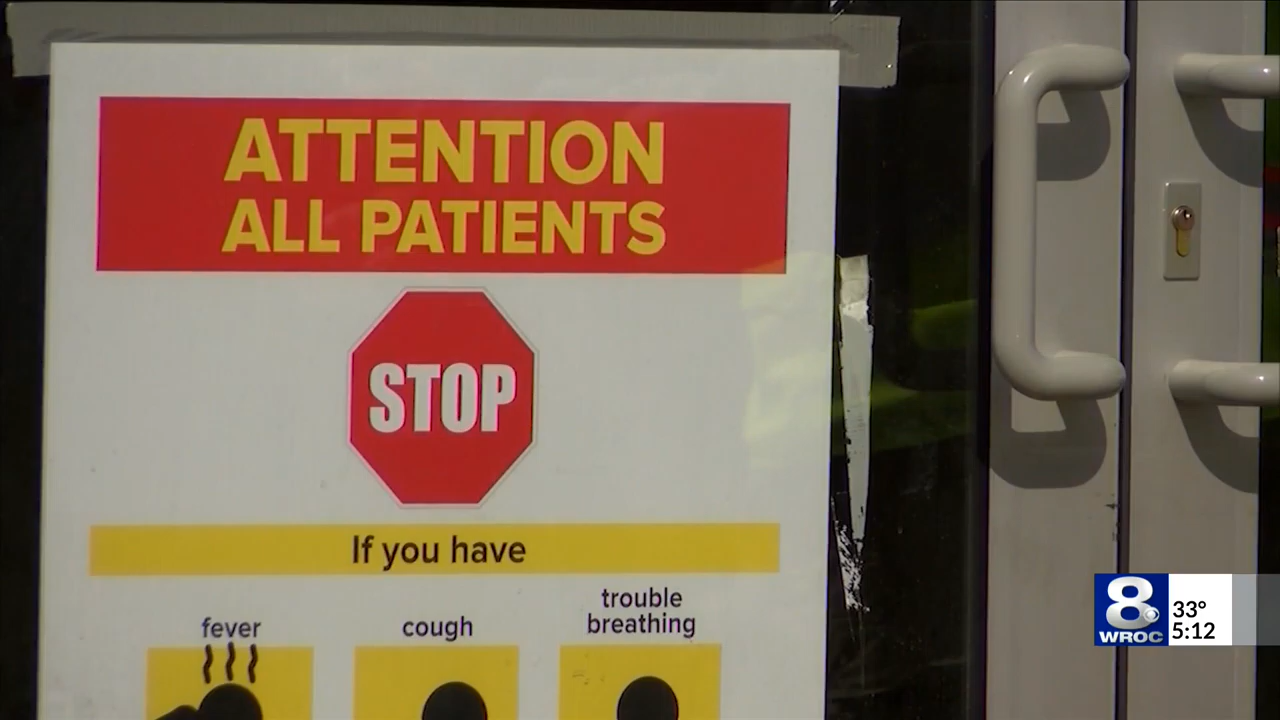 ATTENTION
ALL PATIENTS
STOP
If you have
fever
cough
trouble
breathing
8
WROC
33°
5:12